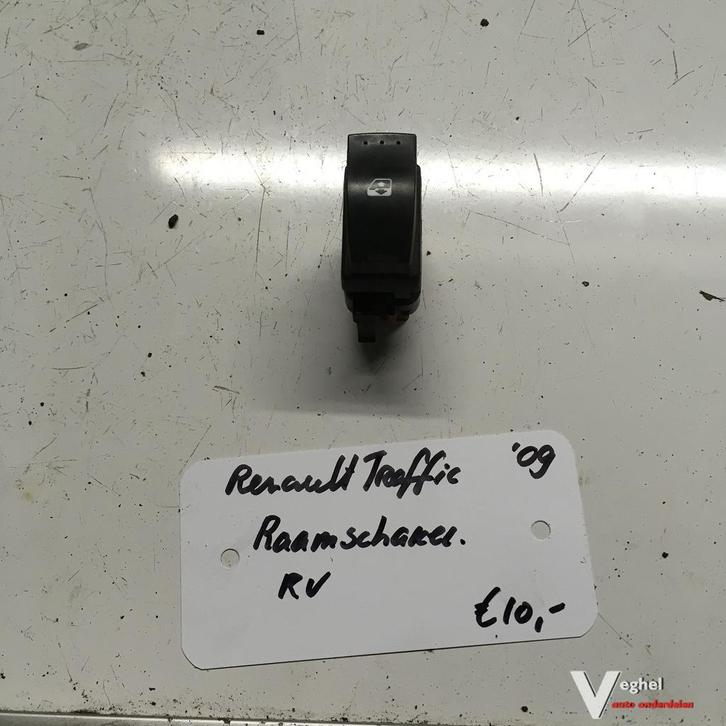 Renault Traffic '09
Raamschakel.
RV
€10,-
Veghel
auto onderdelen